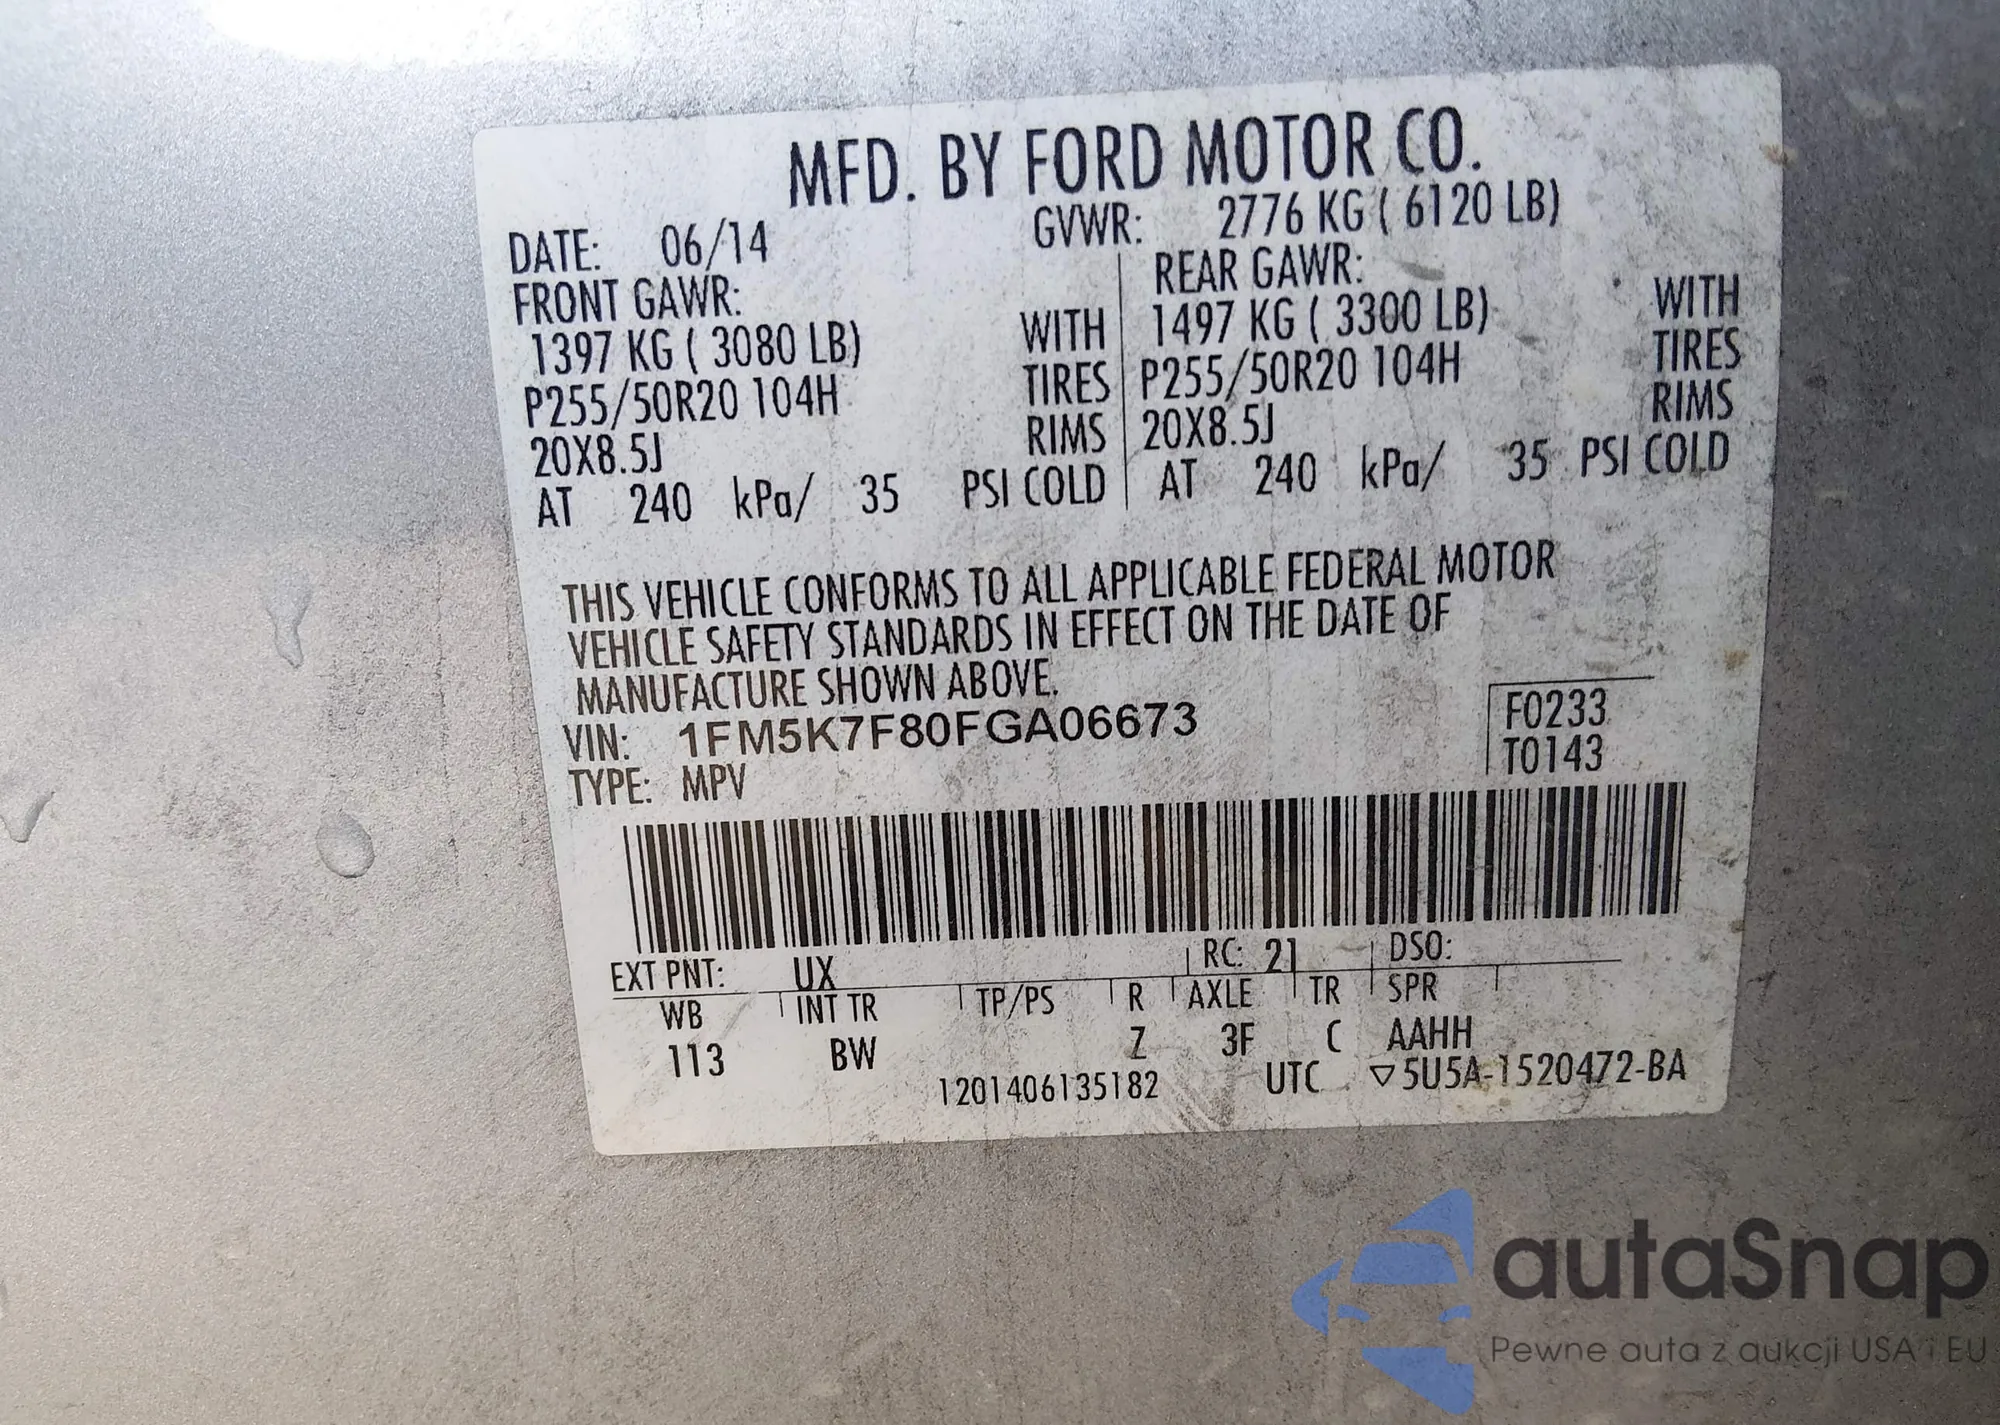 MFD. BY FORD MOTOR CO.
DATE: 06/14 GVWR: 2776 KG ( 6120 LB)
FRONT GAWR: REAR GAWR:
1397 KG ( 3080 LB) WITH 1497 KG ( 3300 LB) WITH
P255/50R20 104H TIRES P255/50R20 104H TIRES
20X8.5J RIMS 20X8.5J RIMS
AT 240 kPa/ 35 PSI COLD AT 240 kPa/ 35 PSI COLD
THIS VEHICLE CONFORMS TO ALL APPLICABLE FEDERAL MOTOR
VEHICLE SAFETY STANDARDS IN EFFECT ON THE DATE OF
MANUFACTURE SHOWN ABOVE.
VIN: 1FM5K7F80FGA06673 F0233
TYPE: MPV T0143
EXT PNT: UX RC: 21 DSO:
WB INT TR TP/PS R AXLE TR SPR
113 BW Z 3F C AAHH
1201406135182 UTC ▽5U5A-1520472-BA
autaSnap
Pewne auta z aukcji USA i EU